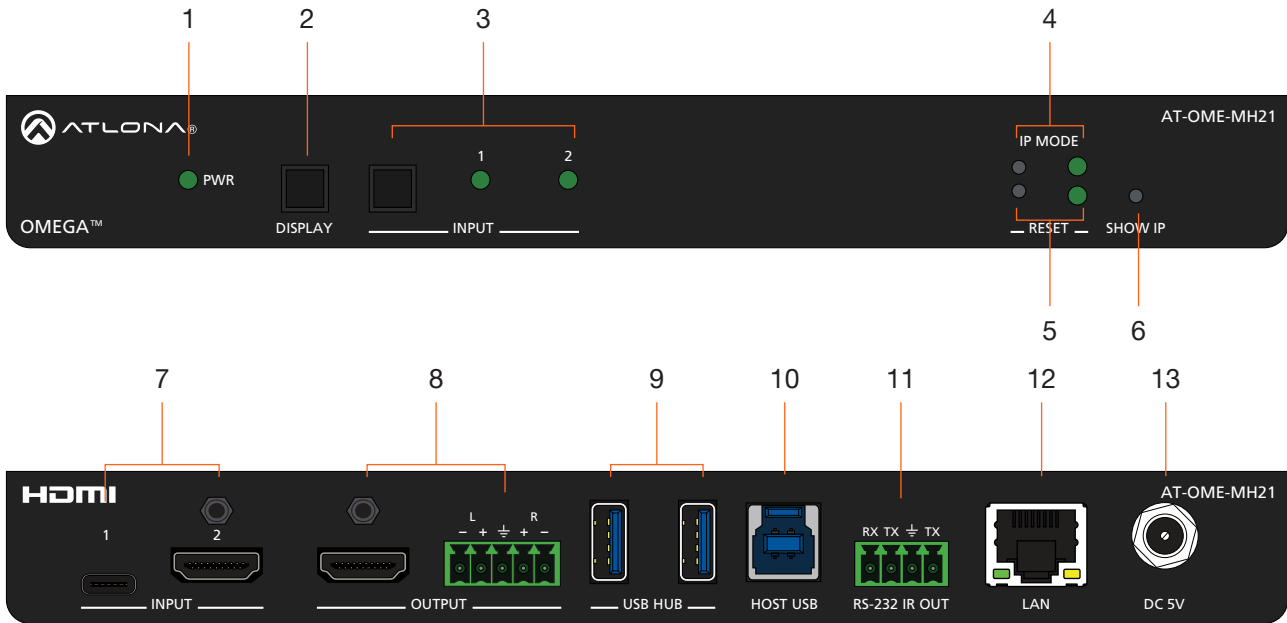 1 2 3 4
ATLONA® AT-OME-MH21
IP MODE
1 2
PWR
OMEGA™ DISPLAY INPUT RESET SHOW IP
5 6
7 8 9 10 11 12 13
HDMI AT-OME-MH21
L R
1 2 − + + − RX TX TX
INPUT OUTPUT USB HUB HOST USB RS-232 IR OUT LAN DC 5V